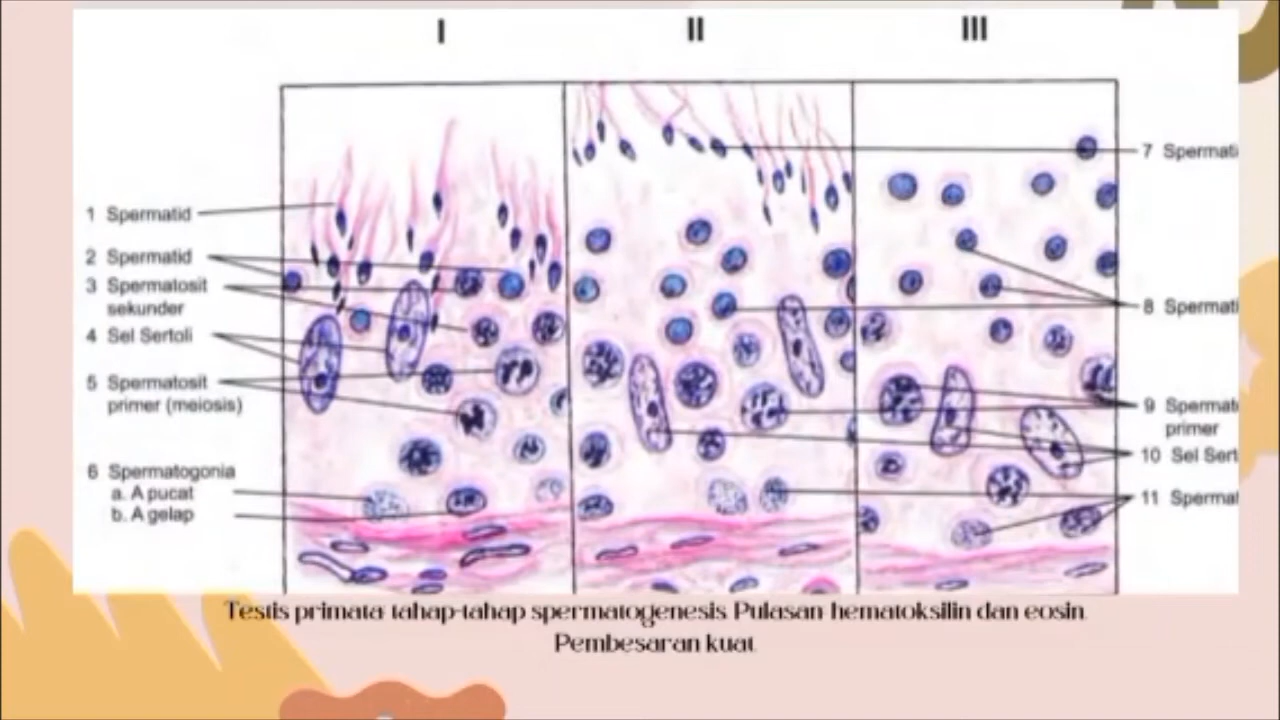 I II III
1 Spermatid
2 Spermatid
3 Spermatosit
sekunder
4 Sel Sertoli
5 Spermatosit
primer (meiosis)
6 Spermatogonia
a. A pucat
b. A gelap
7 Spermati
8 Spermati
9 Spermat
primer
10 Sel Sert
11 Spermat
Testis primata tahap-tahap spermatogenesis. Pulasan hematoksilin dan eosin.
Pembesaran kuat.